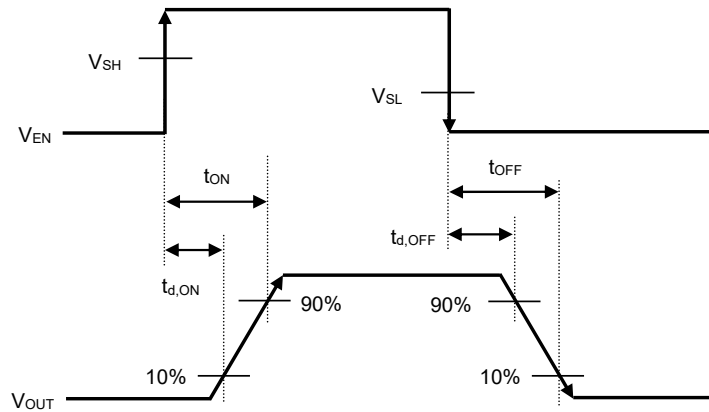 VSH
VSL
VEN
tON
tOFF
td,ON
td,OFF
90%
90%
10%
10%
VOUT